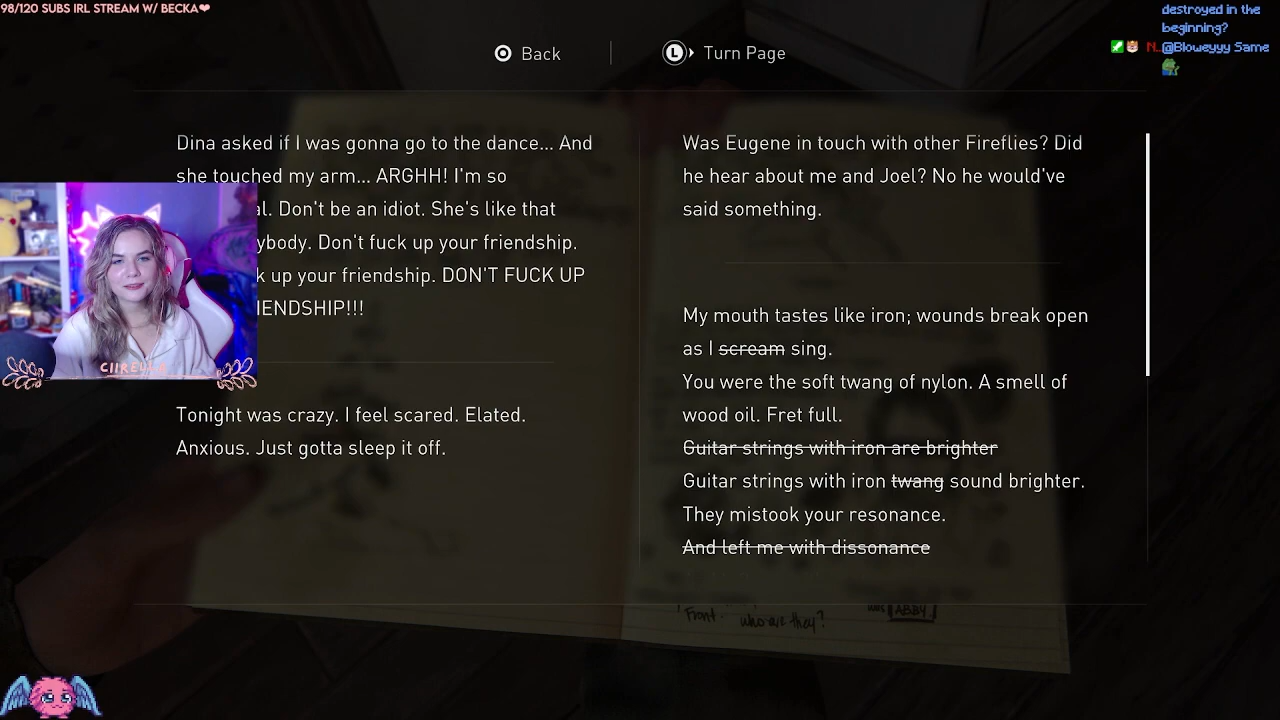 98/120 SUBS IRL STREAM W/ BECKA❤
destroyed in the
beginning?
@Bloweyyy Same
Back
L Turn Page
Dina asked if I was gonna go to the dance... And
she touched my arm... ARGHH! I'm so
al. Don't be an idiot. She's like that
ybody. Don't fuck up your friendship.
k up your friendship. DON'T FUCK UP
IENDSHIP!!!
Tonight was crazy. I feel scared. Elated.
Anxious. Just gotta sleep it off.
Was Eugene in touch with other Fireflies? Did
he hear about me and Joel? No he would've
said something.
My mouth tastes like iron; wounds break open
as I scream sing.
You were the soft twang of nylon. A smell of
wood oil. Fret full.
Guitar strings with iron are brighter
Guitar strings with iron twang sound brighter.
They mistook your resonance.
And left me with dissonance
Front.
who are they?
ABBY